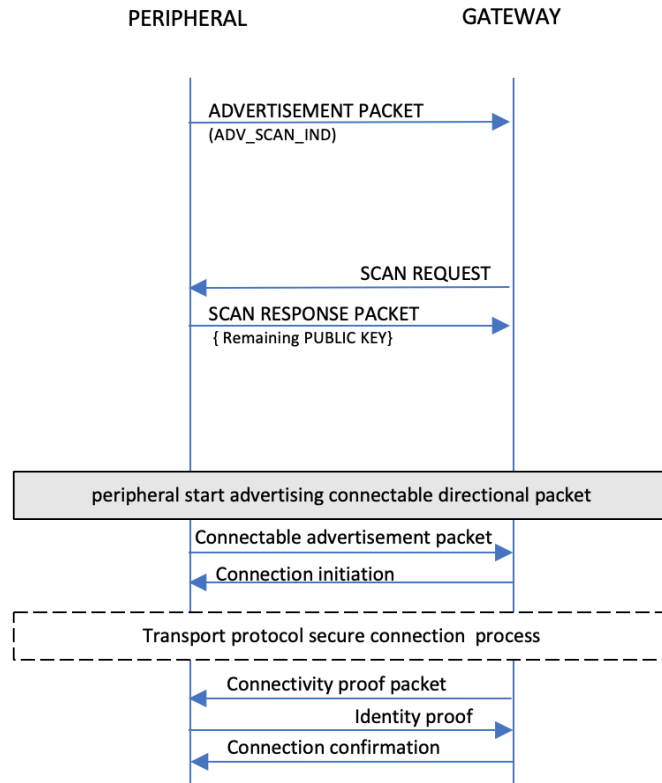 PERIPHERAL
GATEWAY
ADVERTISEMENT PACKET
(ADV_SCAN_IND)
SCAN REQUEST
SCAN RESPONSE PACKET
{ Remaining PUBLIC KEY}
peripheral start advertising connectable directional packet
Connectable advertisement packet
Connection initiation
Transport protocol secure connection process
Connectivity proof packet
Identity proof
Connection confirmation